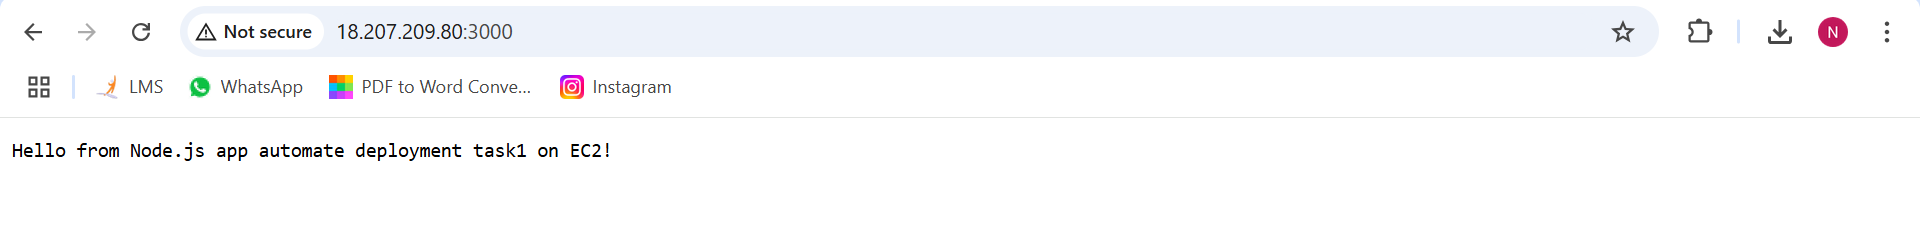 Not secure 18.207.209.80:3000 N
LMS WhatsApp PDF to Word Conve... Instagram
Hello from Node.js app automate deployment task1 on EC2!